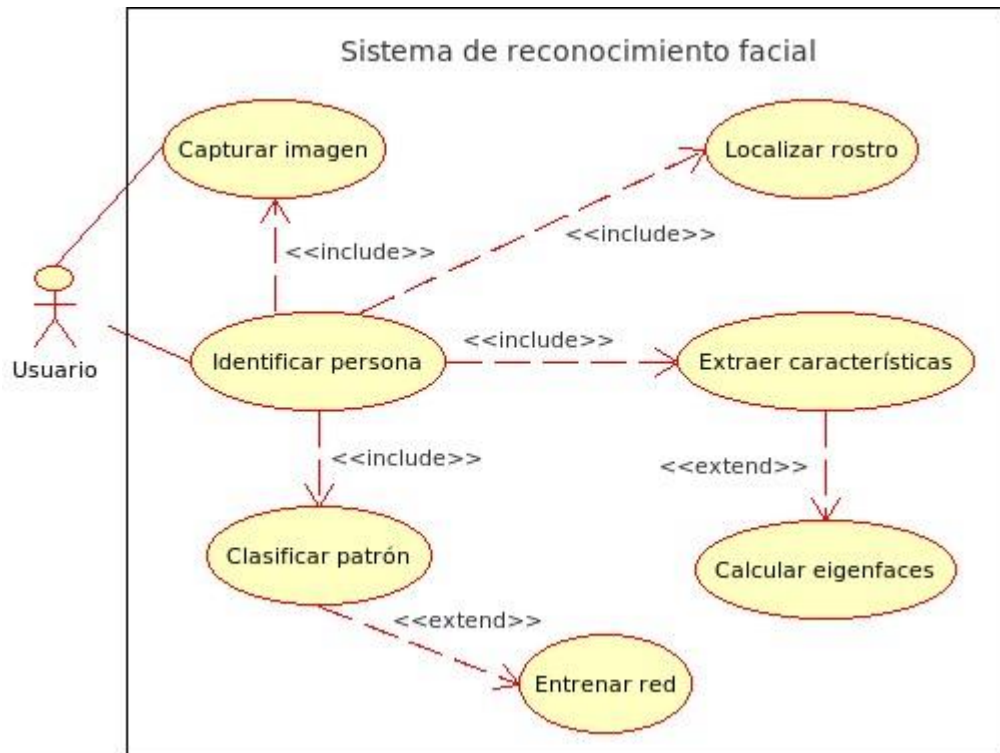 Sistema de reconocimiento facial
Capturar imagen
Localizar rostro
<<include>>
<<include>>
Usuario
Identificar persona
<<include>>
Extraer características
<<include>>
<<extend>>
Clasificar patrón
Calcular eigenfaces
<<extend>>
Entrenar red